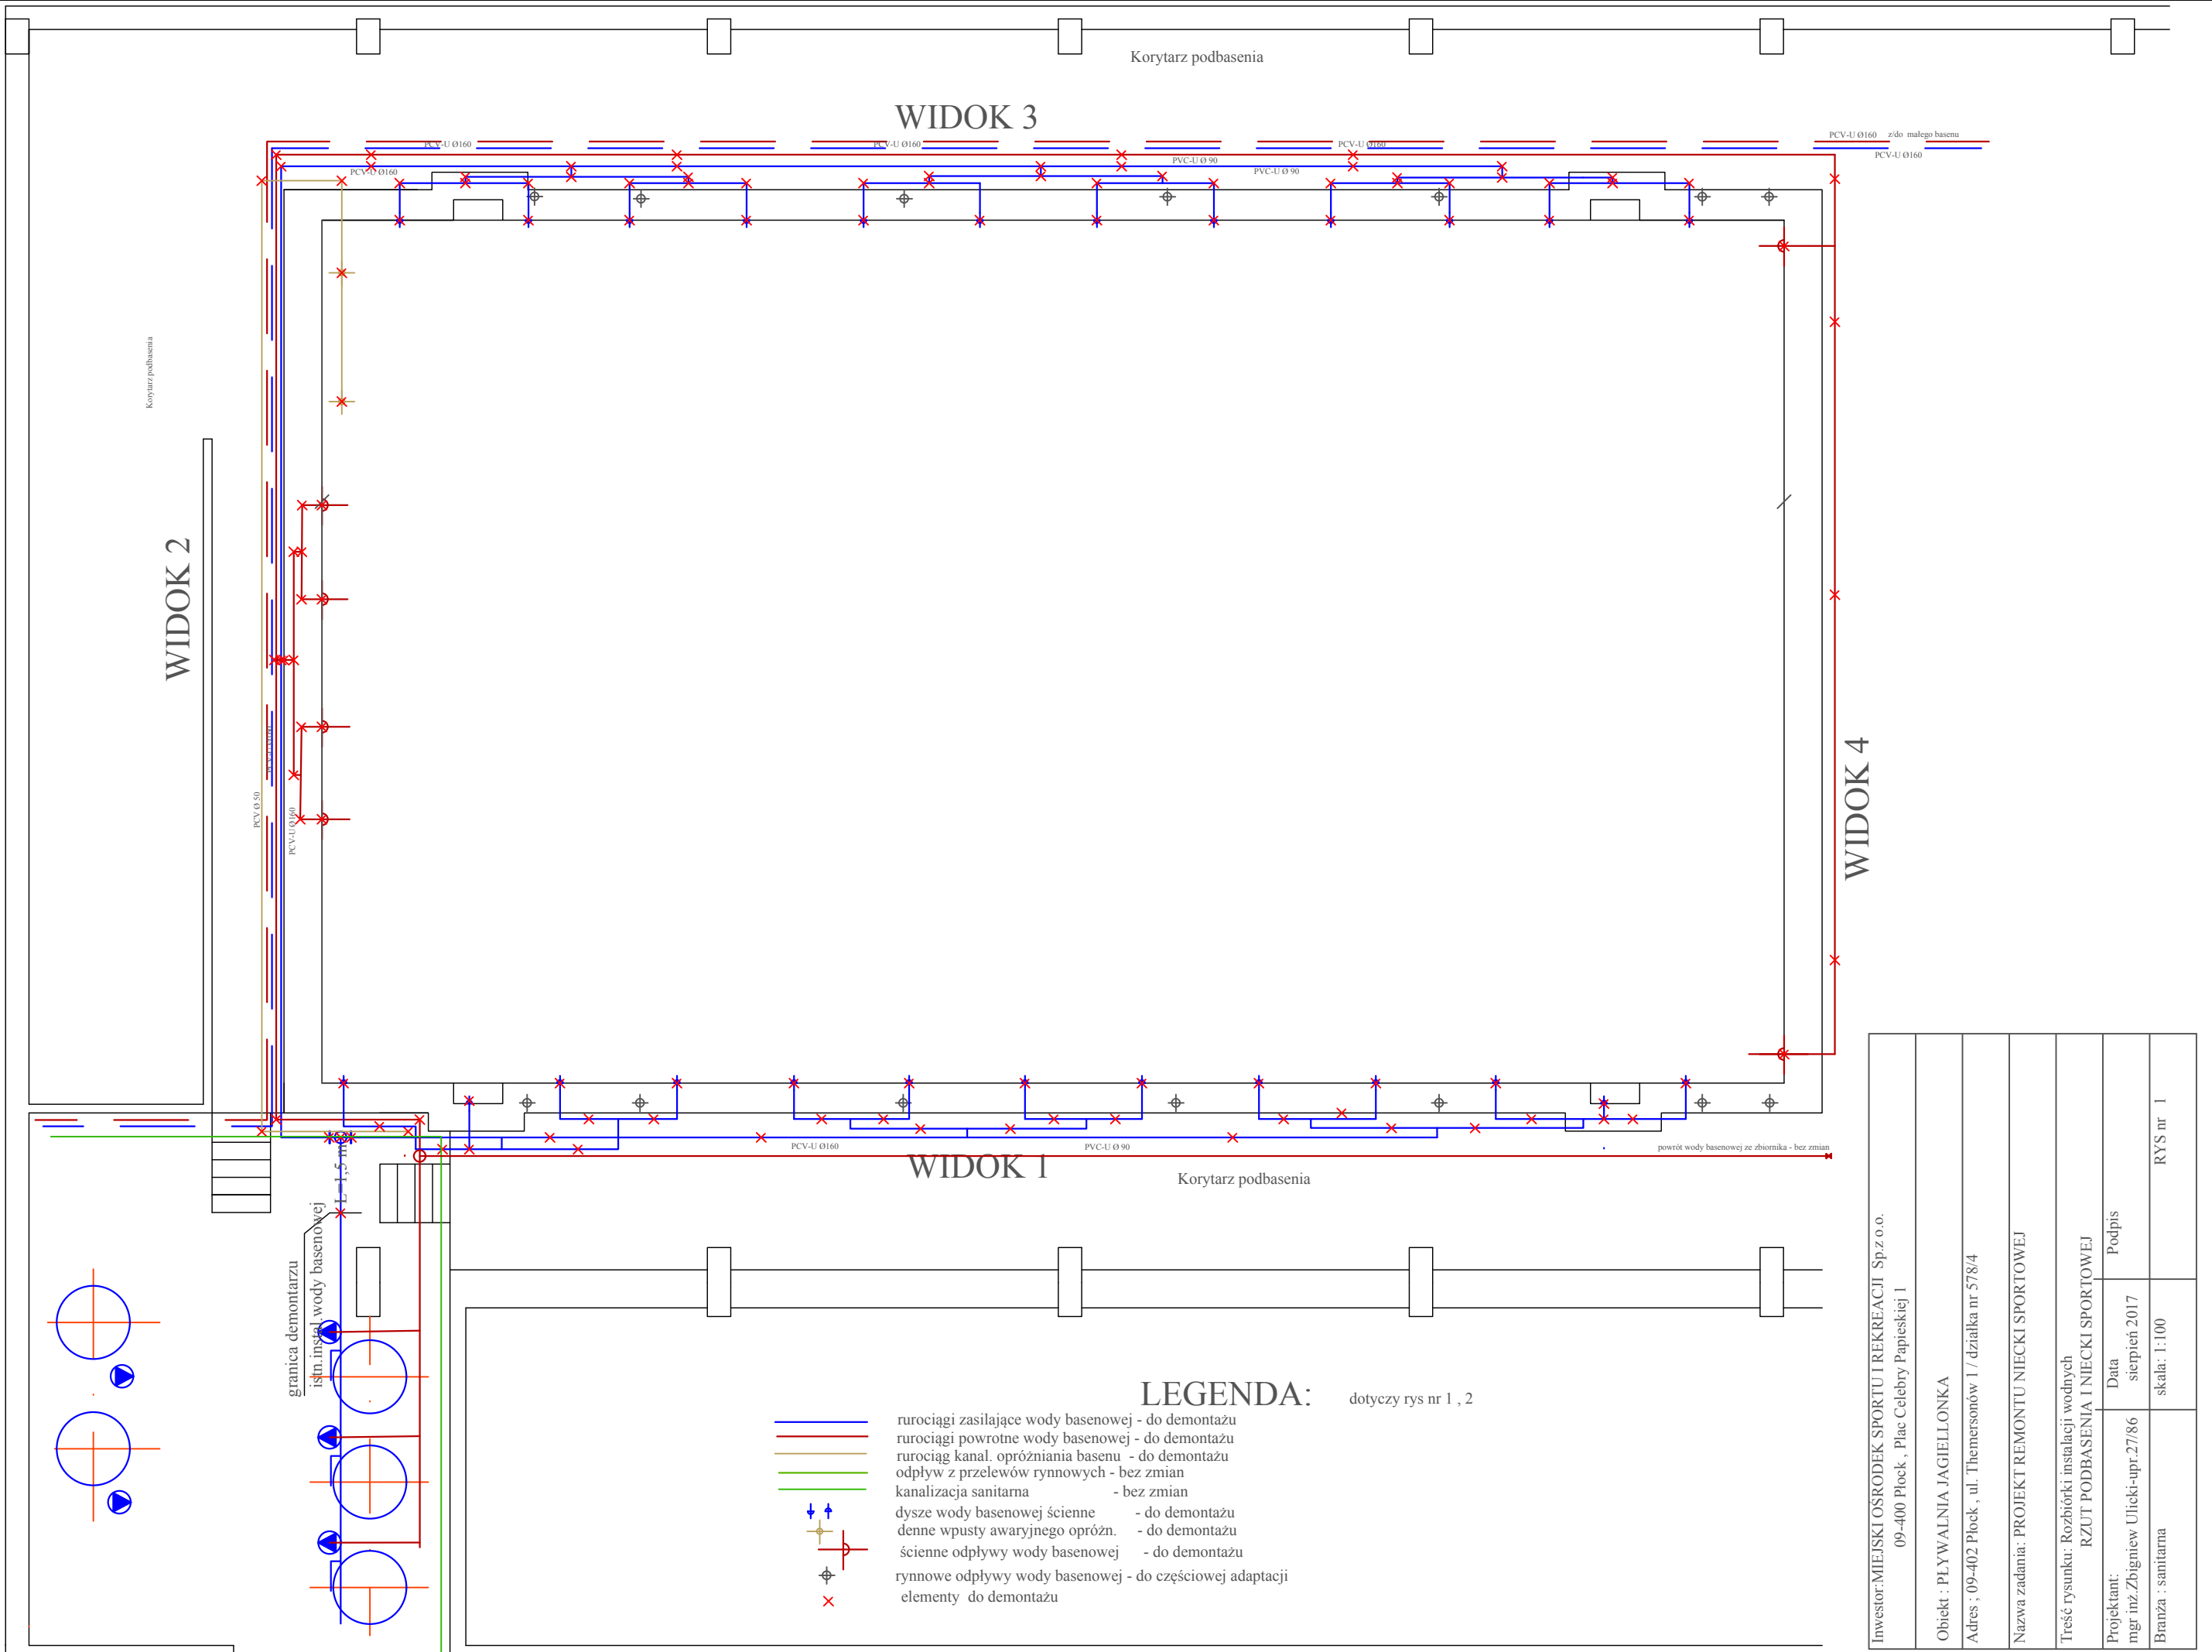 Korytarz podbasenia
WIDOK 3
PCV-U Ø160
PCV-U Ø160
PCV-U Ø160
PCV-U Ø160 z/do małego basenu
PCV-U Ø160
PVC-U Ø 90
PVC-U Ø 90
PCV-U Ø160
Korytarz podbasenia
WIDOK 2
PCV Ø 50
PCV-U Ø160
WIDOK 4
PCV-U Ø160
PVC-U Ø 90
powrót wody basenowej ze zbiornika - bez zmian
WIDOK 1
Korytarz podbasenia
L=1,5 m
granica demontarzu
istn.instal.wody basenowej
LEGENDA: dotyczy rys nr 1 , 2
rurociągi zasilające wody basenowej - do demontażu
rurociągi powrotne wody basenowej - do demontażu
rurociąg kanal. opróżniania basenu - do demontażu
odpływ z przelewów rynnowych - bez zmian
kanalizacja sanitarna - bez zmian
dysze wody basenowej ścienne - do demontażu
denne wpusty awaryjnego opróżn. - do demontażu
ścienne odpływy wody basenowej - do demontażu
rynnowe odpływy wody basenowej - do częściowej adaptacji
elementy do demontażu
Inwestor:MIEJSKI OŚRODEK SPORTU I REKREACJI Sp.z o.o.
09-400 Płock , Plac Celebry Papieskiej 1
Obiekt : PŁYWALNIA JAGIELLONKA
Adres ; 09-402 Płock , ul. Themersonów 1 / działka nr 578/4
Nazwa zadania: PROJEKT REMONTU NIECKI SPORTOWEJ
Treść rysunku: Rozbiórki instalacji wodnych
RZUT PODBASENIA I NIECKI SPORTOWEJ
Projektant: Data Podpis
mgr inż.Zbigniew Ulicki-upr.27/86 sierpień 2017
Branża : sanitarna skala: 1:100 RYS nr 1